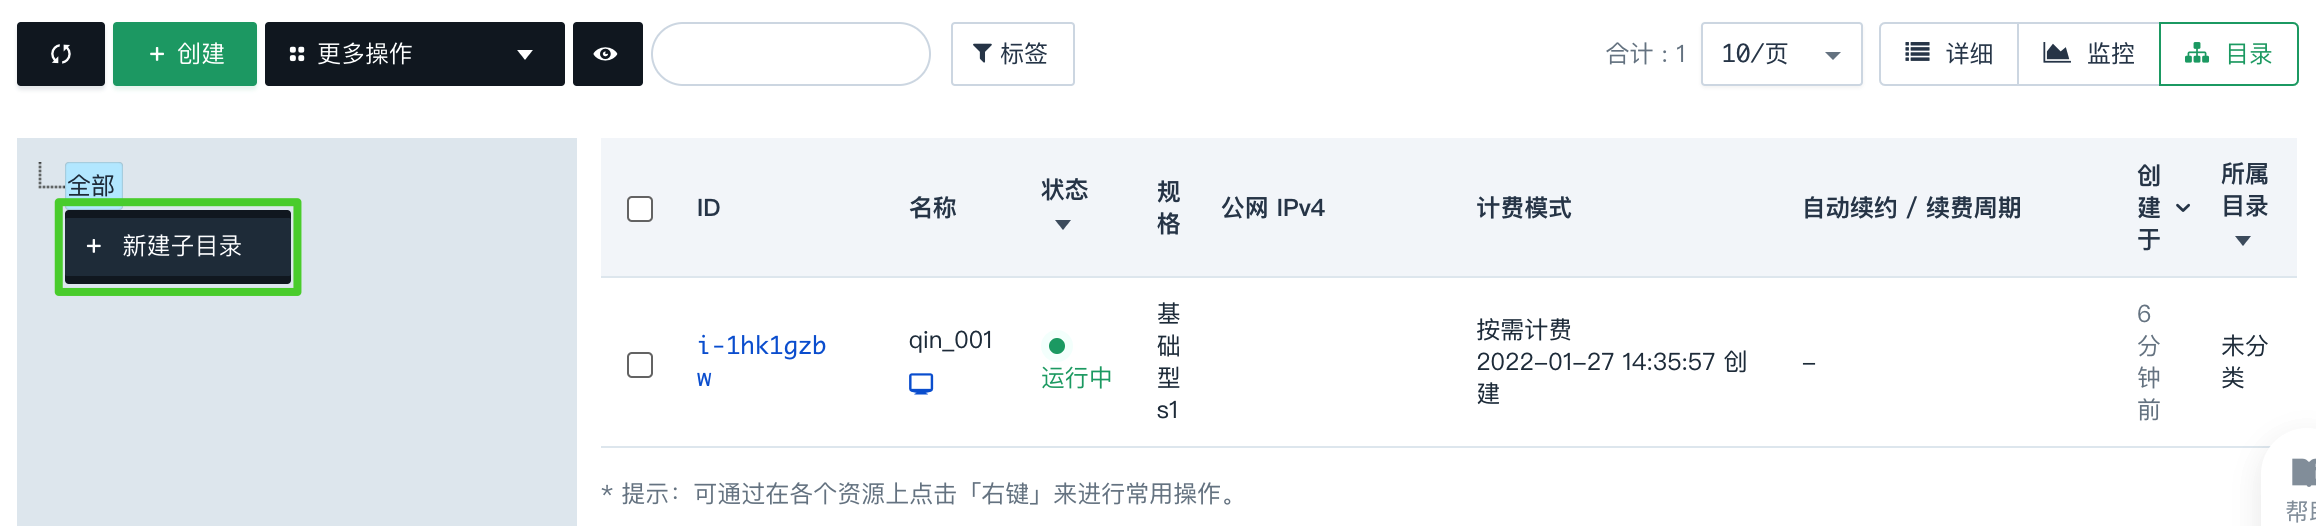 + 创建
更多操作
标签
合计：1
10/页
详细
监控
目录
全部
+ 新建子目录
ID
名称
状态
规
格
公网 IPv4
计费模式
自动续约 / 续费周期
创
建
于
所属
目录
i-1hk1gzb
w
qin_001
运行中
基
础
型
s1
按需计费
2022-01-27 14:35:57 创
建
–
6
分
钟
前
未分
类
* 提示：可通过在各个资源上点击「右键」来进行常用操作。